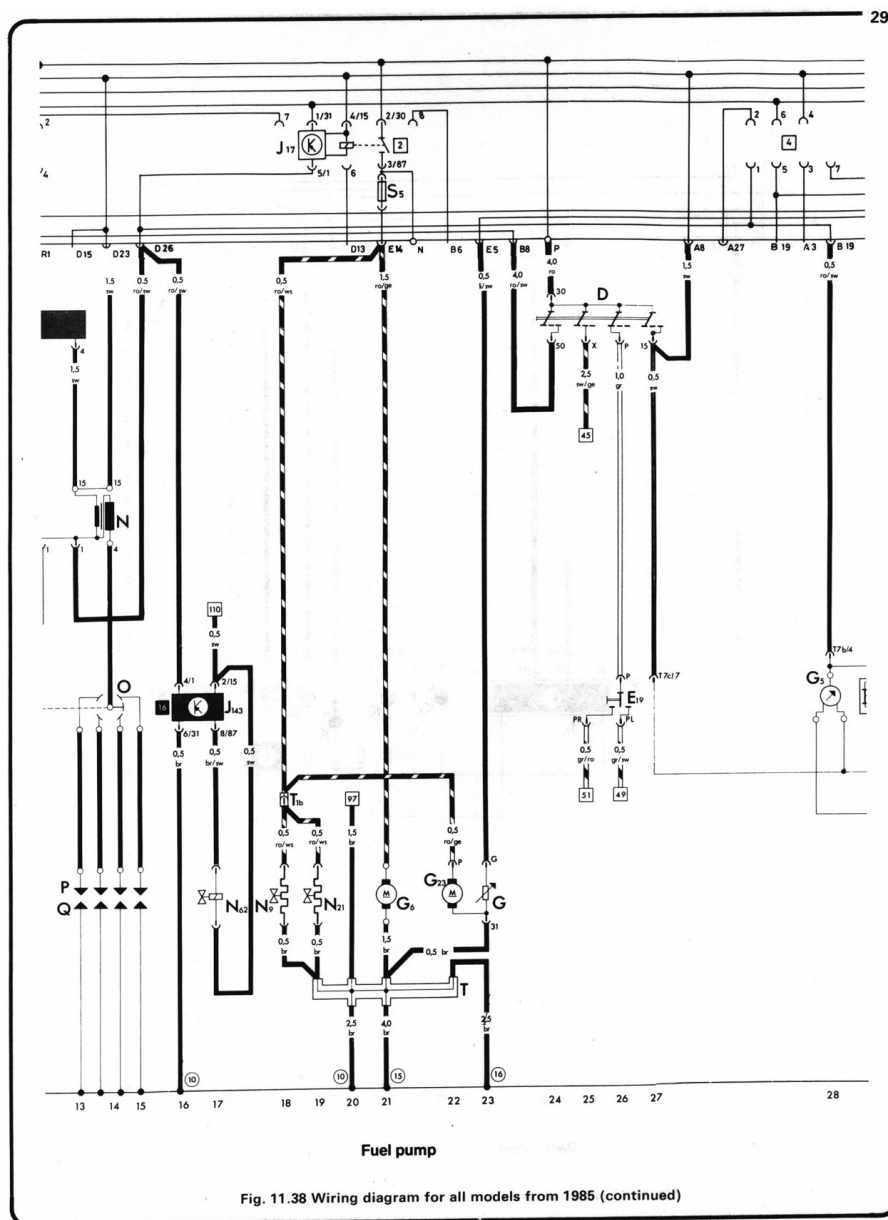 29
2 7 1/31 4/15 2/30 8 2 6 4
J17 2 4
4 5/1 6 3/87 1 5 3 7
S5
R1 D15 D23 D26 D13 E14 N B6 E5 B8 P A8 A27 B19 A3 B19
1,5 sw 0,5 ro/sw 0,5 ro/sw 0,5 ro/ws 1,5 ro/ge 0,5 li/sw 4,0 ro/sw 4,0 ro 1,5 sw 0,5 ro/sw
30 D
4 50 X P 15
1,5 sw 2,5 sw/ge 1,0 gr 0,5 sw
45
15 15
N
1 1 4
110
0,5 sw
4/1 2/15 P T7c/7 T7b/4
O 16 J143 E19 G5
6/31 8/87 PR PL
0,5 br 0,5 br/sw 0,5 sw 0,5 gr/ro 0,5 gr/sw
T1b 97 51 49
0,5 ro/ws 0,5 ro/ws 1,5 br 0,5 ro/ge
P G
P G23
Q N62 N9 N21 G6 G
31
0,5 br 0,5 br 1,5 br 0,5 br
T
2,5 br 4,0 br 2,5 br
10 10 15 16
13 14 15 16 17 18 19 20 21 22 23 24 25 26 27 28
Fuel pump
Fig. 11.38 Wiring diagram for all models from 1985 (continued)